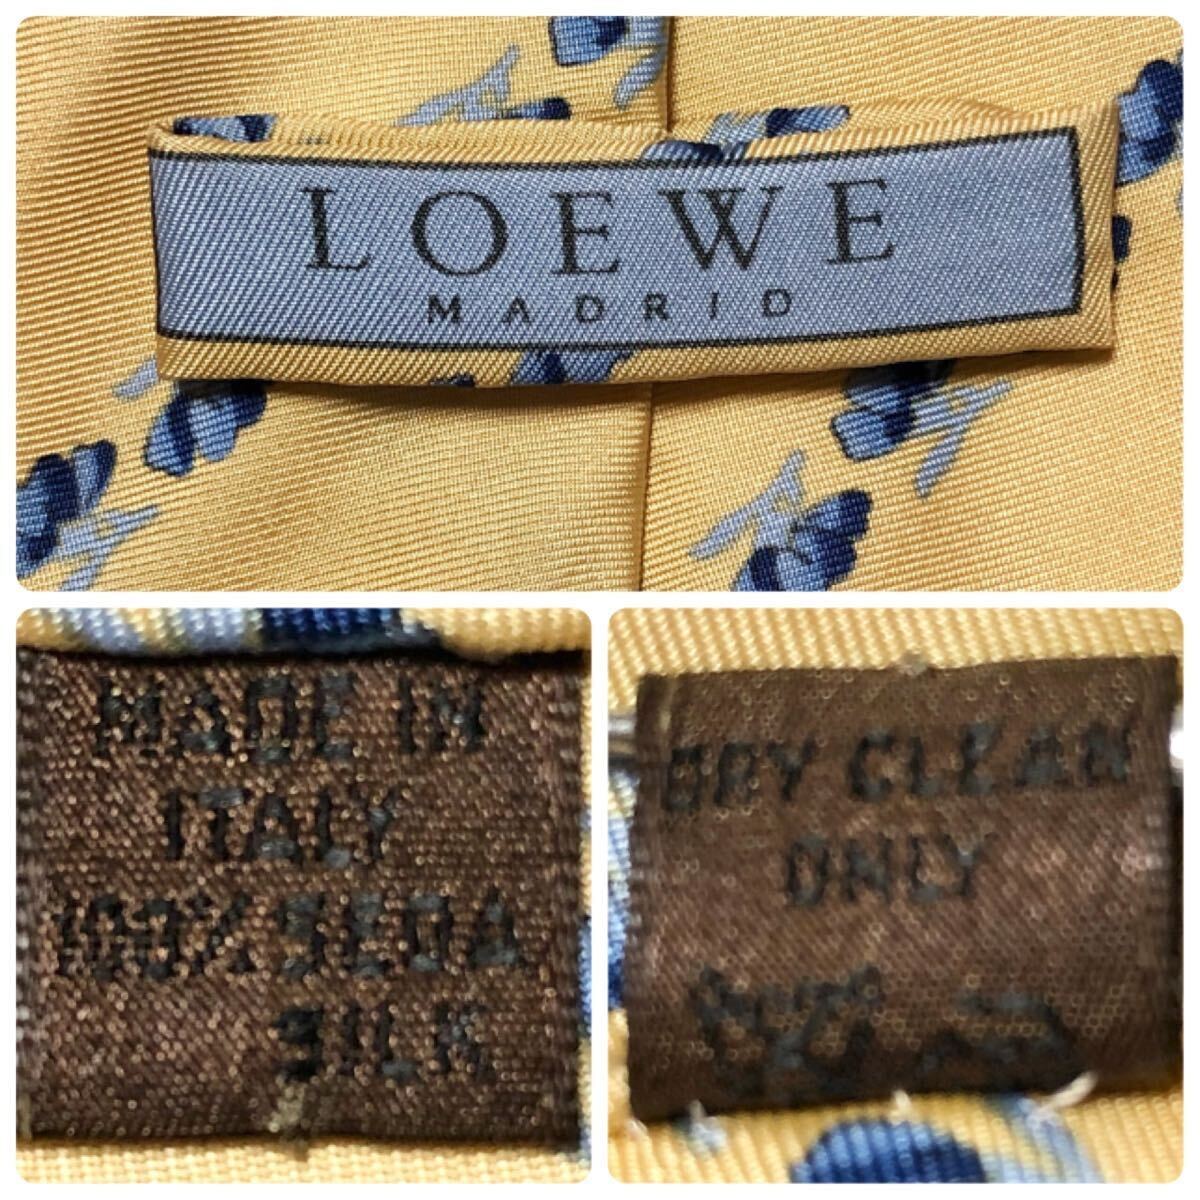 LOEWE
MADRID
MADE IN
ITALY
100% SEDA
SILK
DRY CLEAN
ONLY